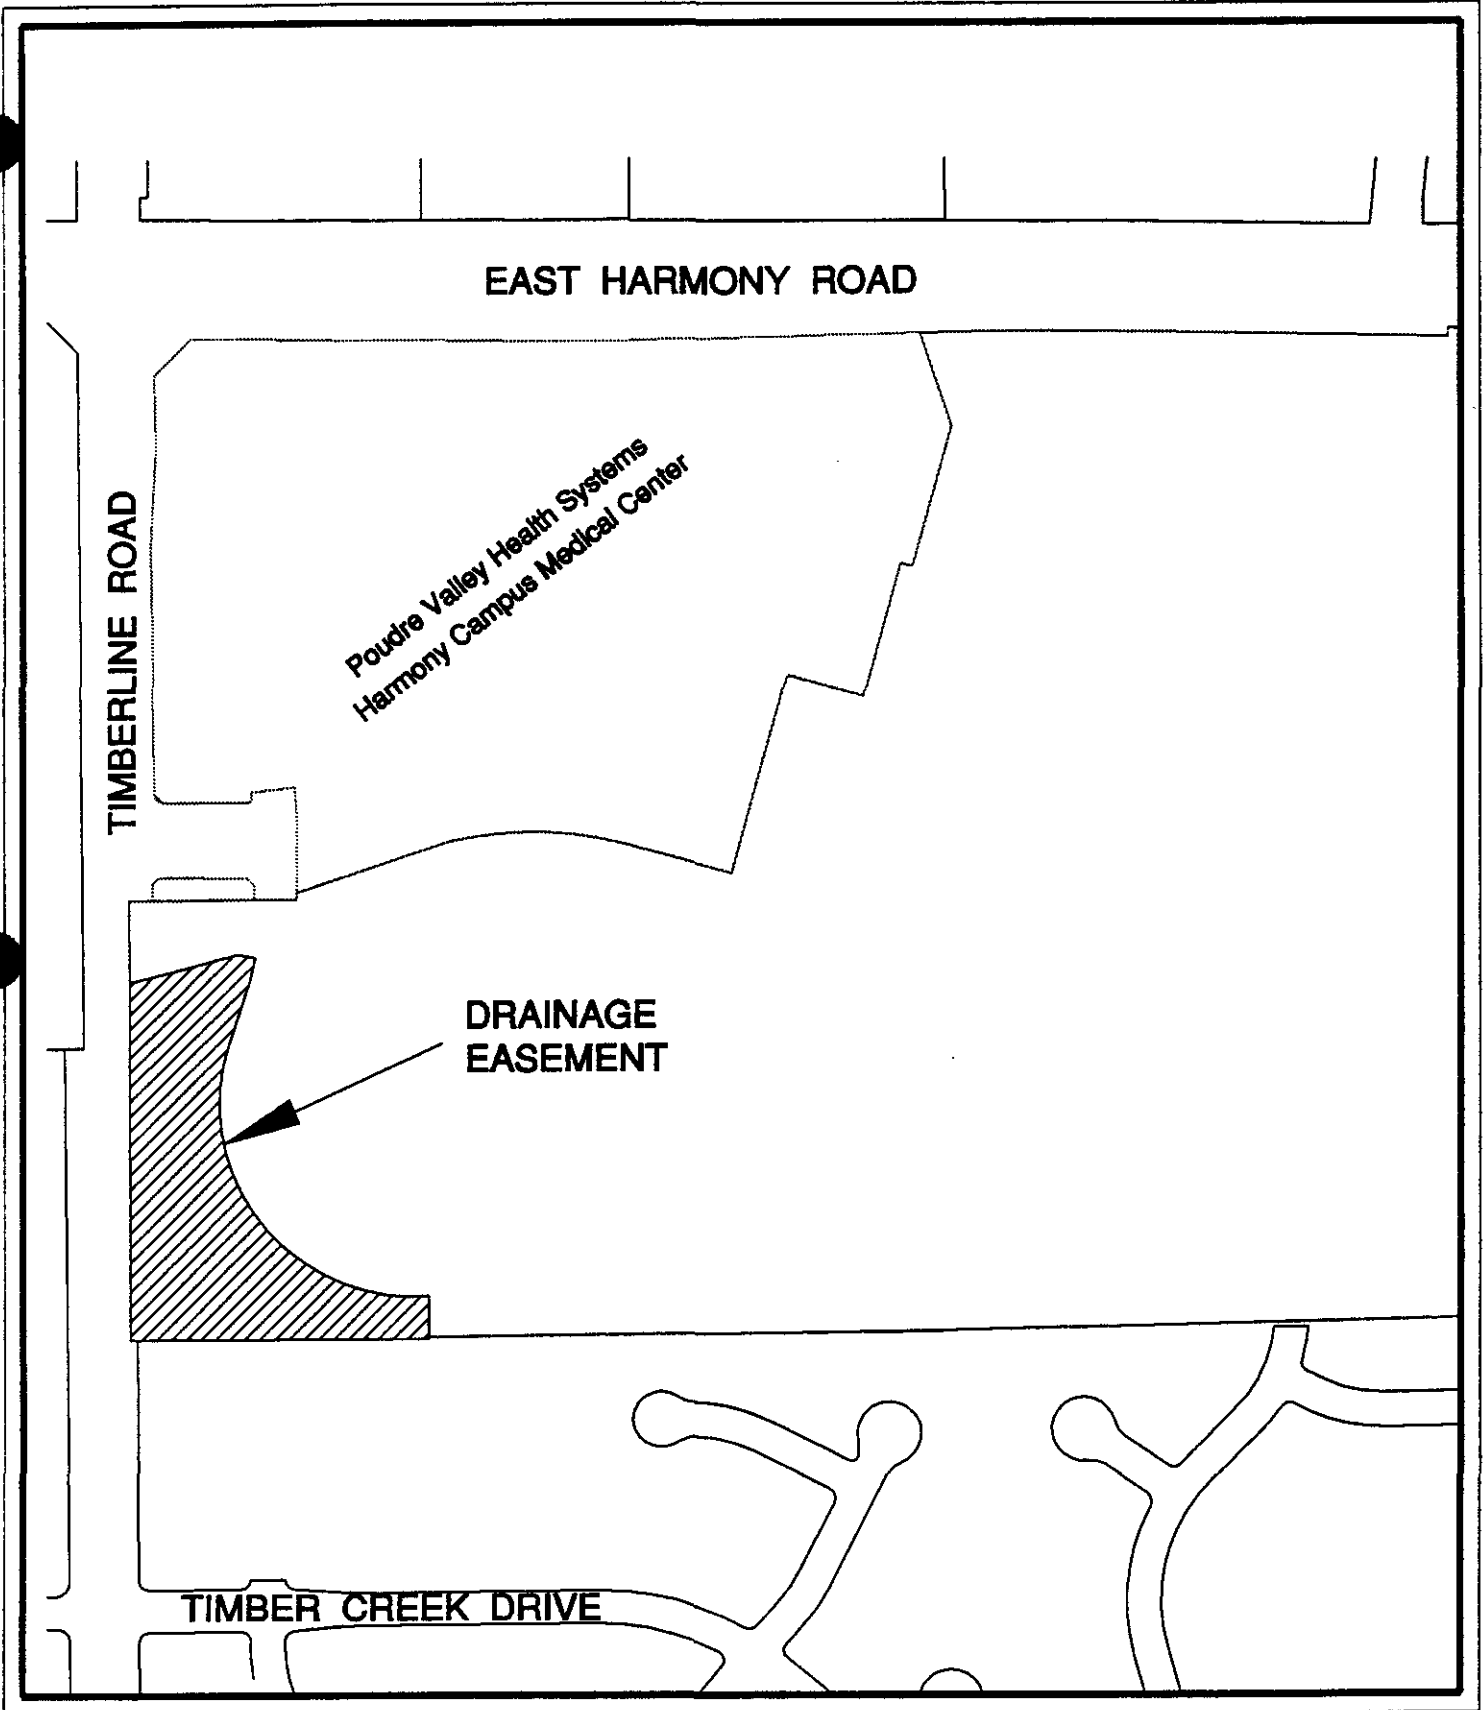 EAST HARMONY ROAD
TIMBERLINE ROAD
Poudre Valley Health Systems
Harmony Campus Medical Center
DRAINAGE
EASEMENT
TIMBER CREEK DRIVE